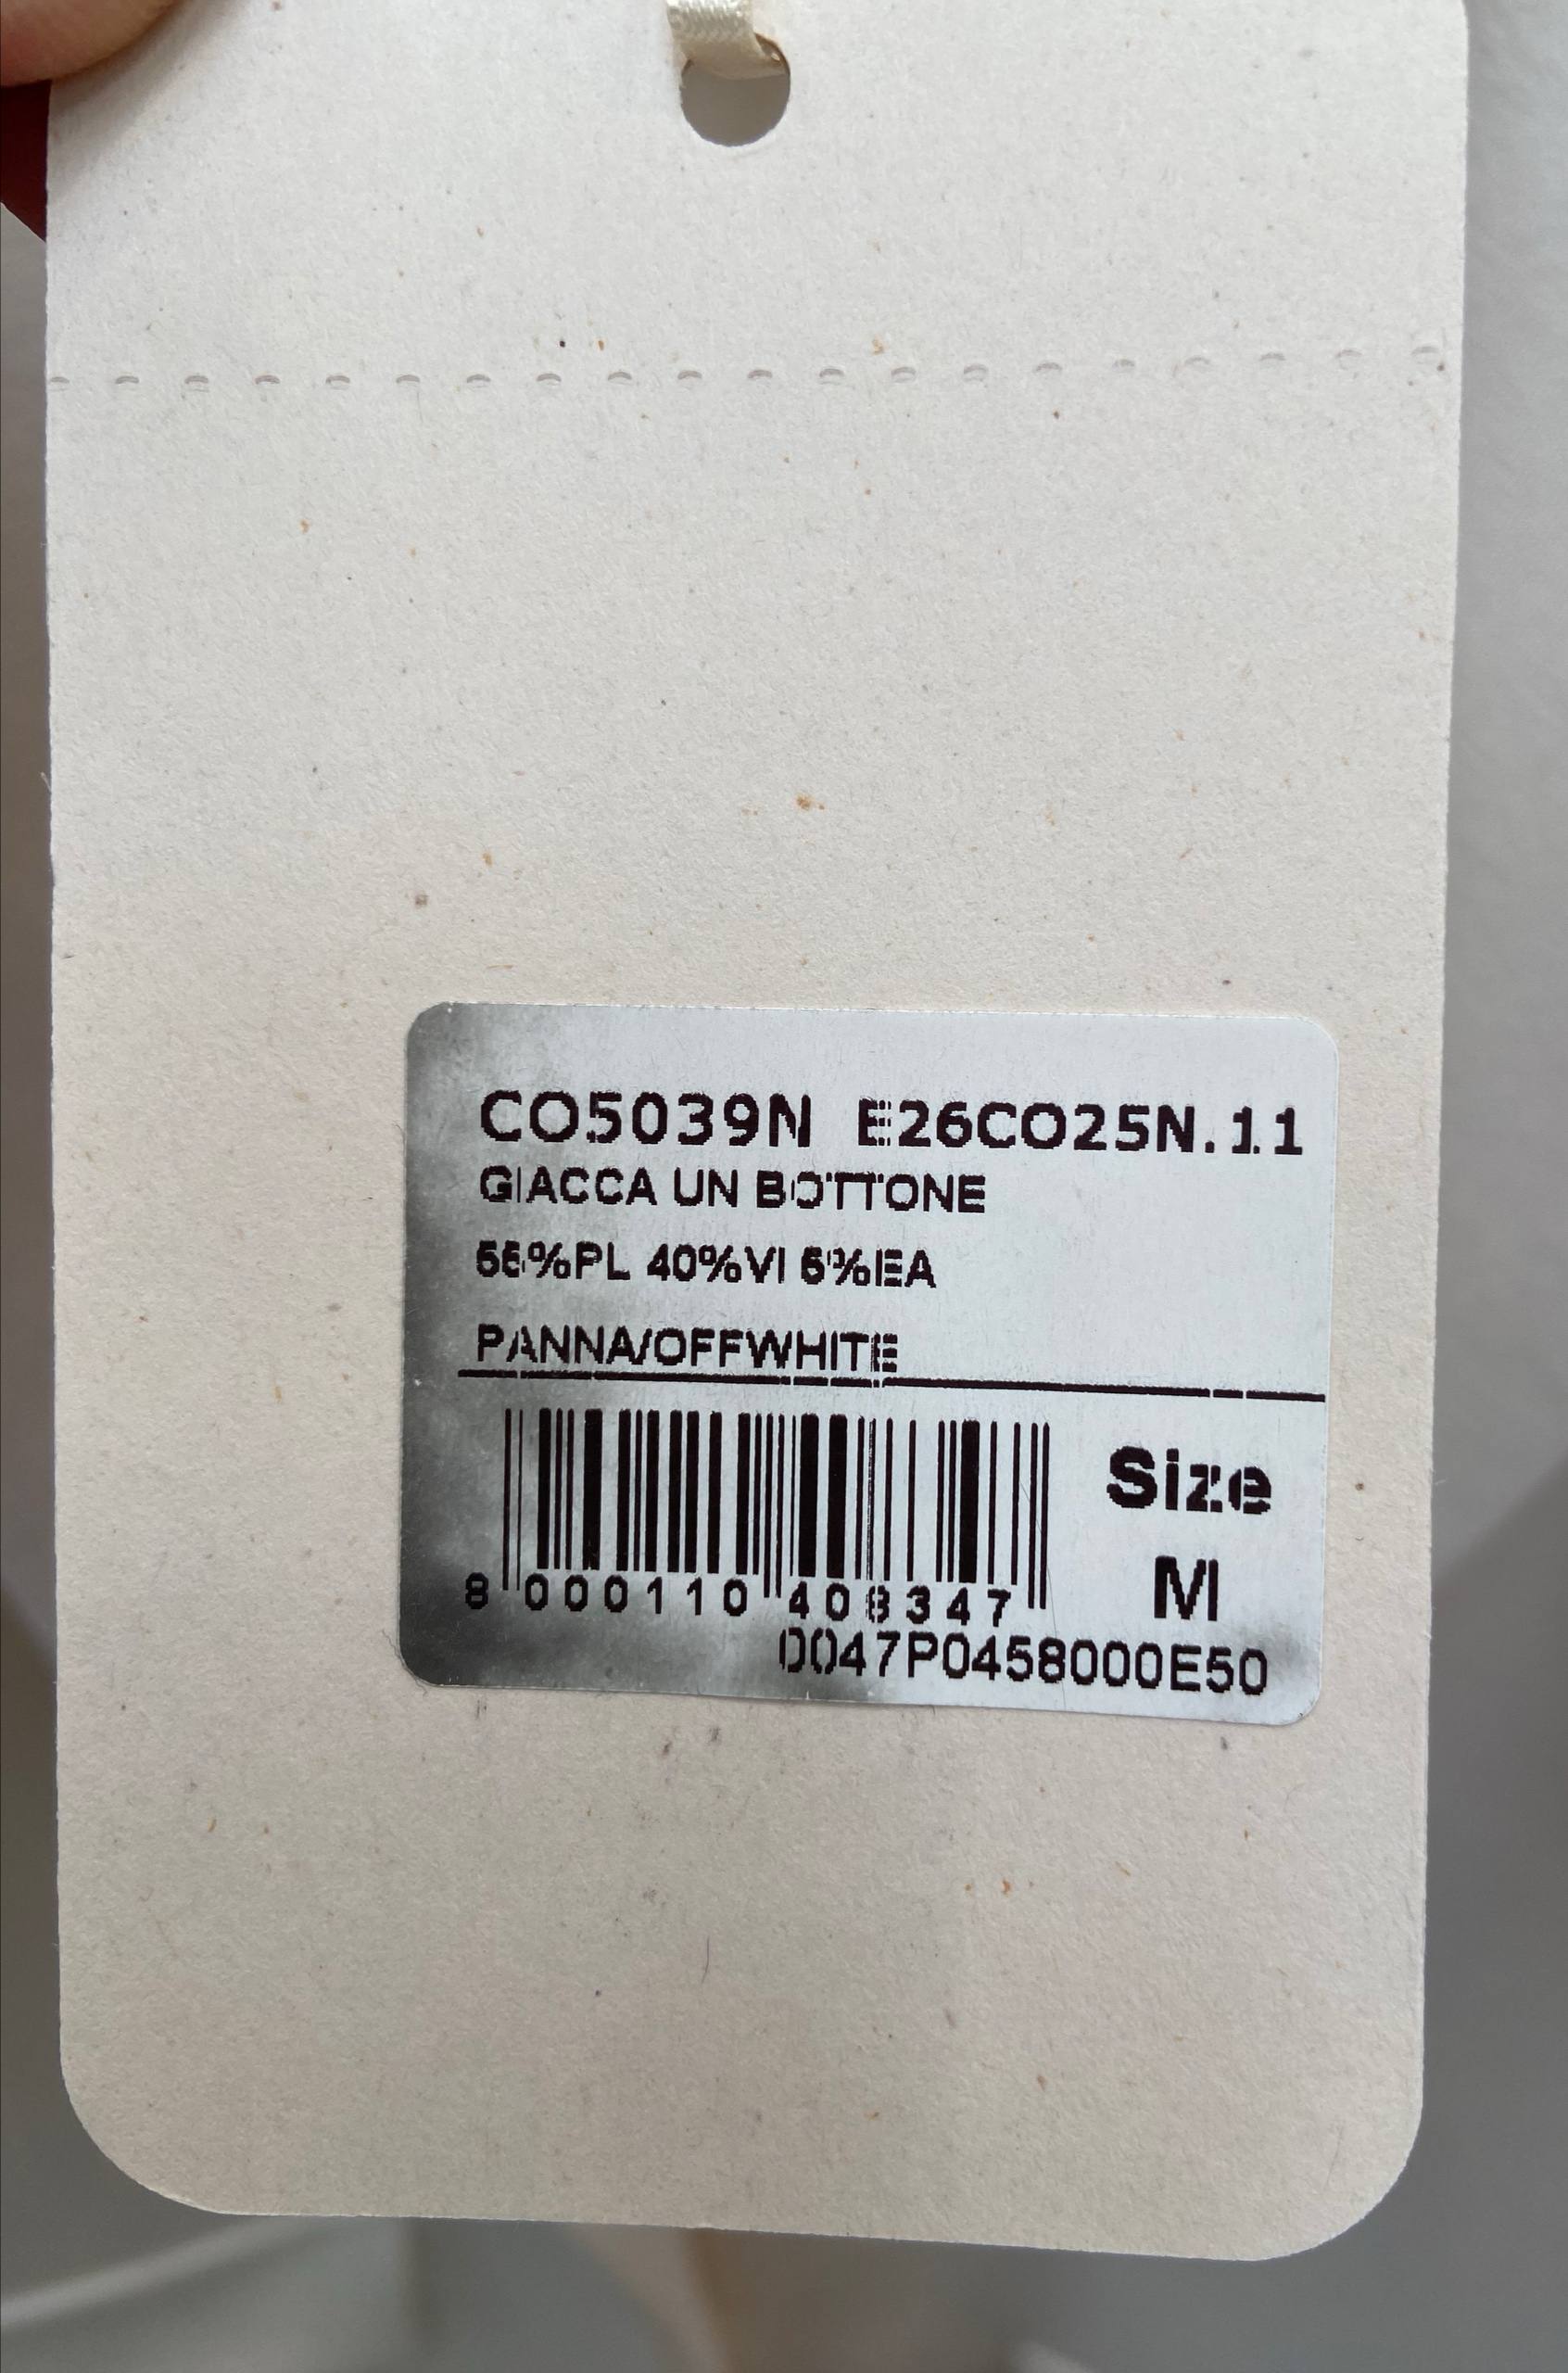 CO5039N E26CO25N.11
GIACCA UN BOTTONE
55%PL 40%VI 5%EA
PANNA/OFFWHITE
Size
M
8 000110 408347
0047P0458000E50